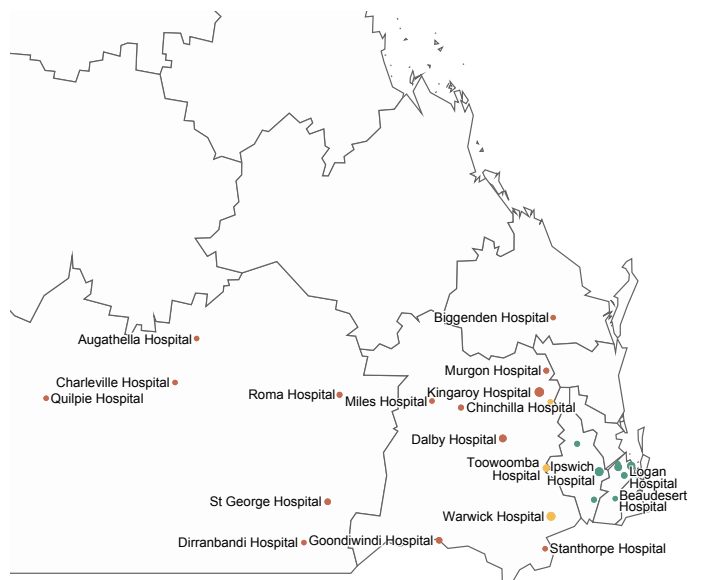 Biggenden Hospital
Augathella Hospital
Murgon Hospital
Charleville Hospital
Kingaroy Hospital
Roma Hospital
Quilpie Hospital
Miles Hospital
Chinchilla Hospital
Dalby Hospital
Toowoomba
Hospital
Ipswich
Hospital
Logan
Hospital
St George Hospital
Beaudesert
Hospital
Warwick Hospital
Dirranbandi Hospital
Goondiwindi Hospital
Stanthorpe Hospital